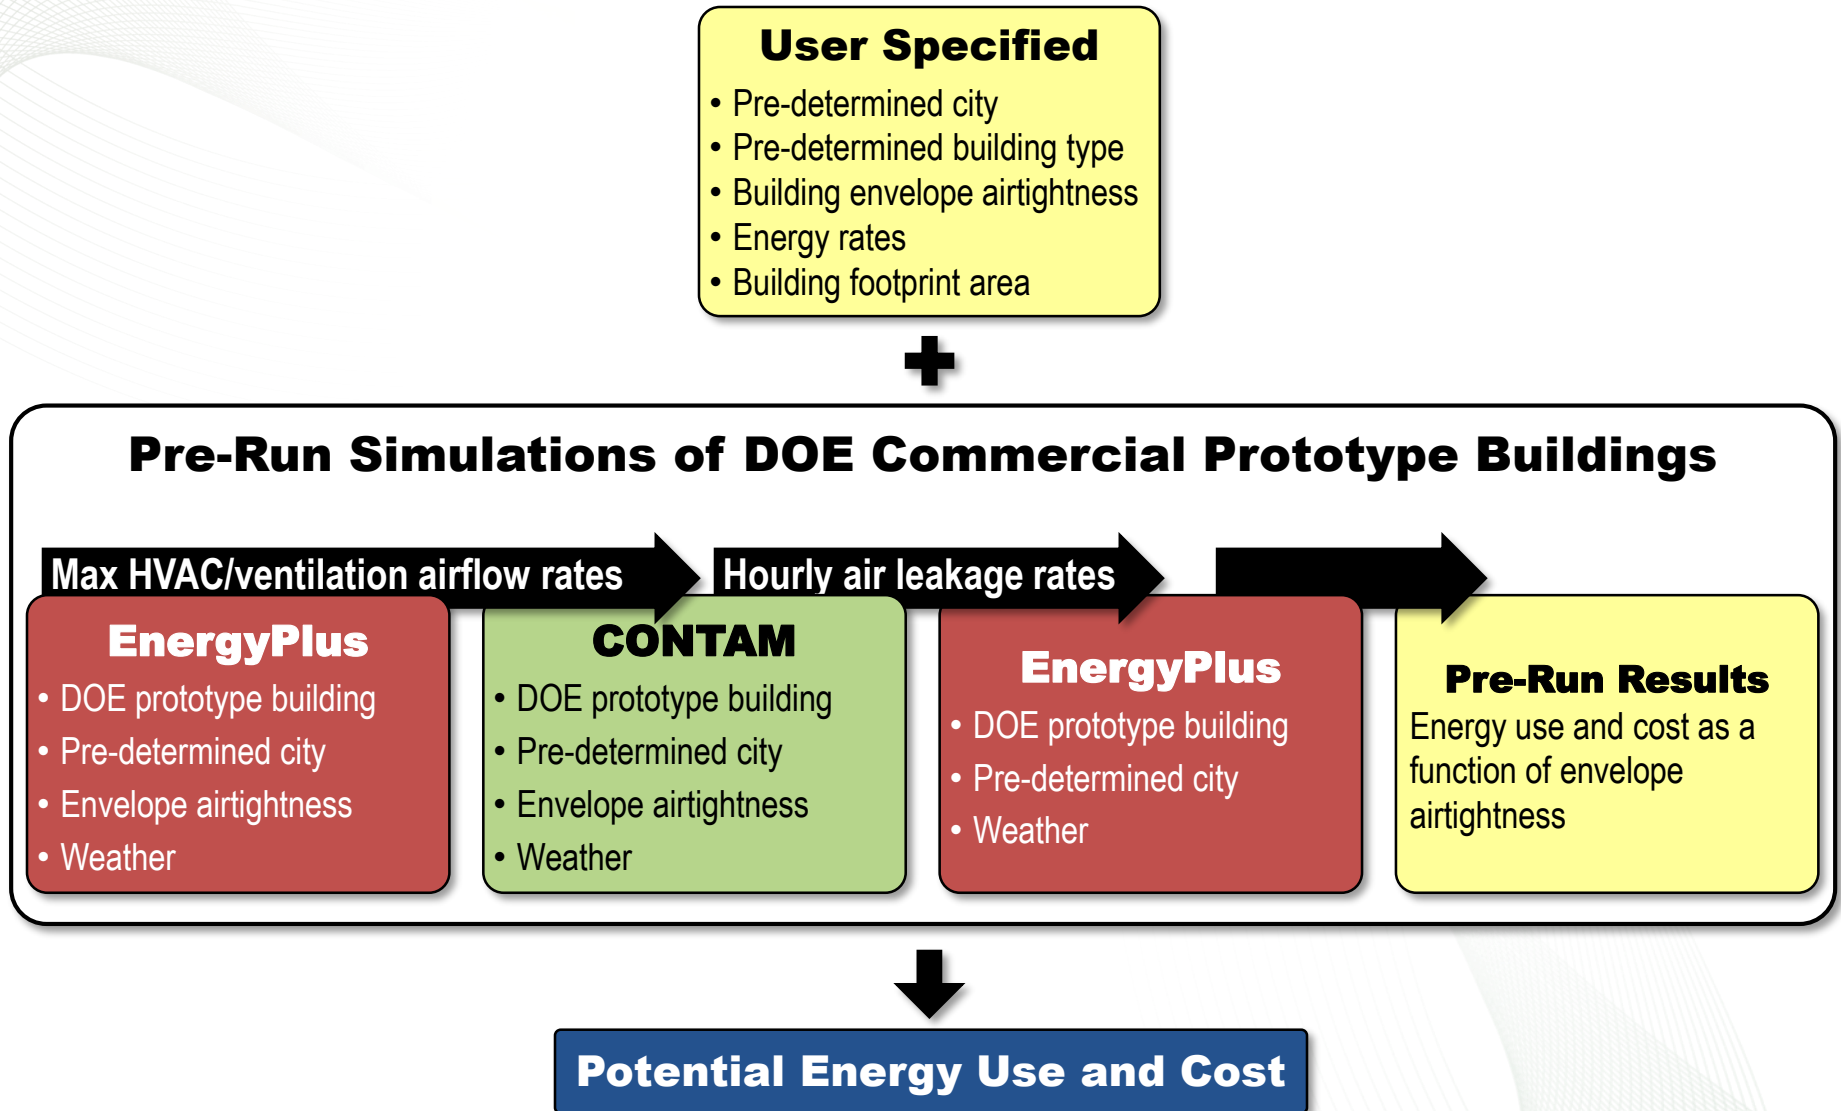 User Specified
• Pre-determined city
• Pre-determined building type
• Building envelope airtightness
• Energy rates
• Building footprint area
Pre-Run Simulations of DOE Commercial Prototype Buildings
Max HVAC/ventilation airflow rates
Hourly air leakage rates
EnergyPlus
• DOE prototype building
• Pre-determined city
• Envelope airtightness
• Weather
CONTAM
• DOE prototype building
• Pre-determined city
• Envelope airtightness
• Weather
EnergyPlus
• DOE prototype building
• Pre-determined city
• Weather
Pre-Run Results
Energy use and cost as a
function of envelope
airtightness
Potential Energy Use and Cost